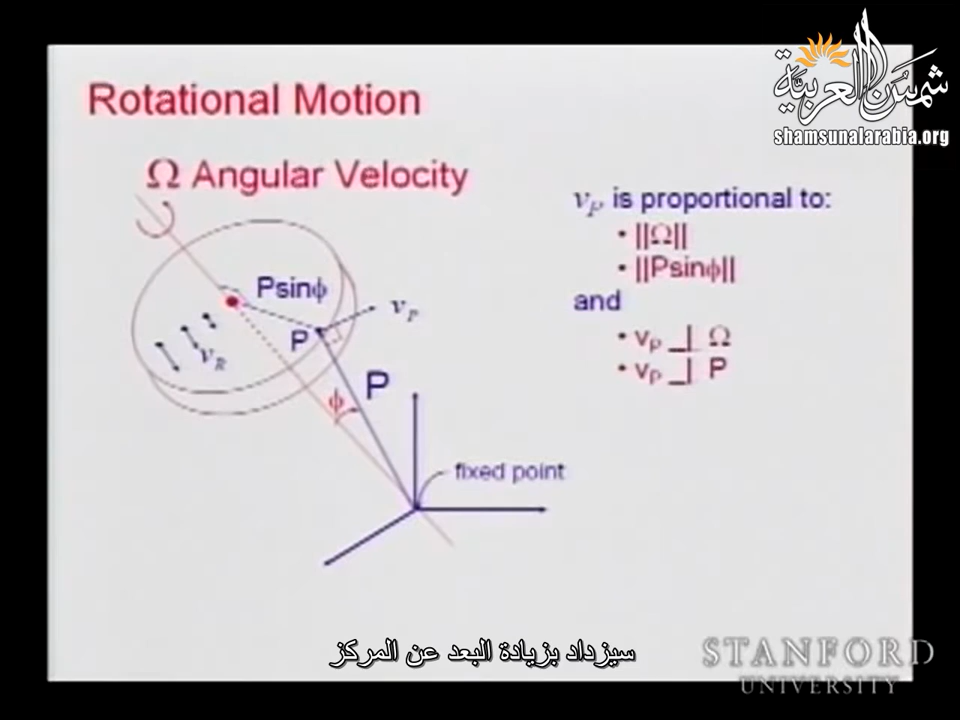 شمس العربية
shamsunalarabia.org
Rotational Motion
Ω Angular Velocity
v_P is proportional to:
• ||Ω||
• ||Psinϕ||
and
• v_P _|_ Ω
• v_P _|_ P
Psinϕ
v_P
P
v_R
P
ϕ
fixed point
سيزداد بزيادة البعد عن المركز
STANFORD
UNIVERSITY